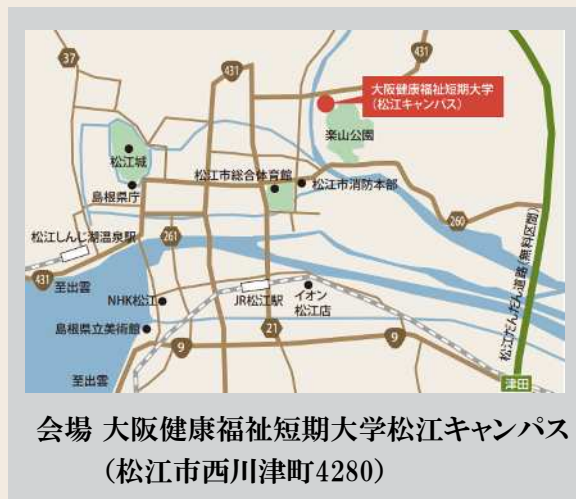 37
431
431
大阪健康福祉短期大学
(松江キャンパス)
楽山公園
松江城
松江市総合体育館
松江市消防本部
島根県庁
260
261
松江しんじ湖温泉駅
松江だんだん道路(無料区間)
431
至出雲
NHK松江
JR松江駅
イオン
松江店
島根県立美術館
21
9
9
至出雲
津田
会場 大阪健康福祉短期大学松江キャンパス
(松江市西川津町4280)